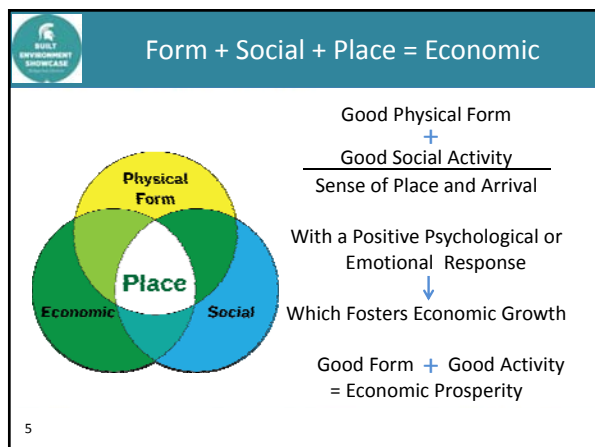 BUILT
ENVIRONMENT
SHOWCASE
Form + Social + Place = Economic
Good Physical Form
+
Good Social Activity
Sense of Place and Arrival
With a Positive Psychological or
Emotional Response
Which Fosters Economic Growth
Good Form + Good Activity
= Economic Prosperity
Physical
Form
Place
Economic
Social
5